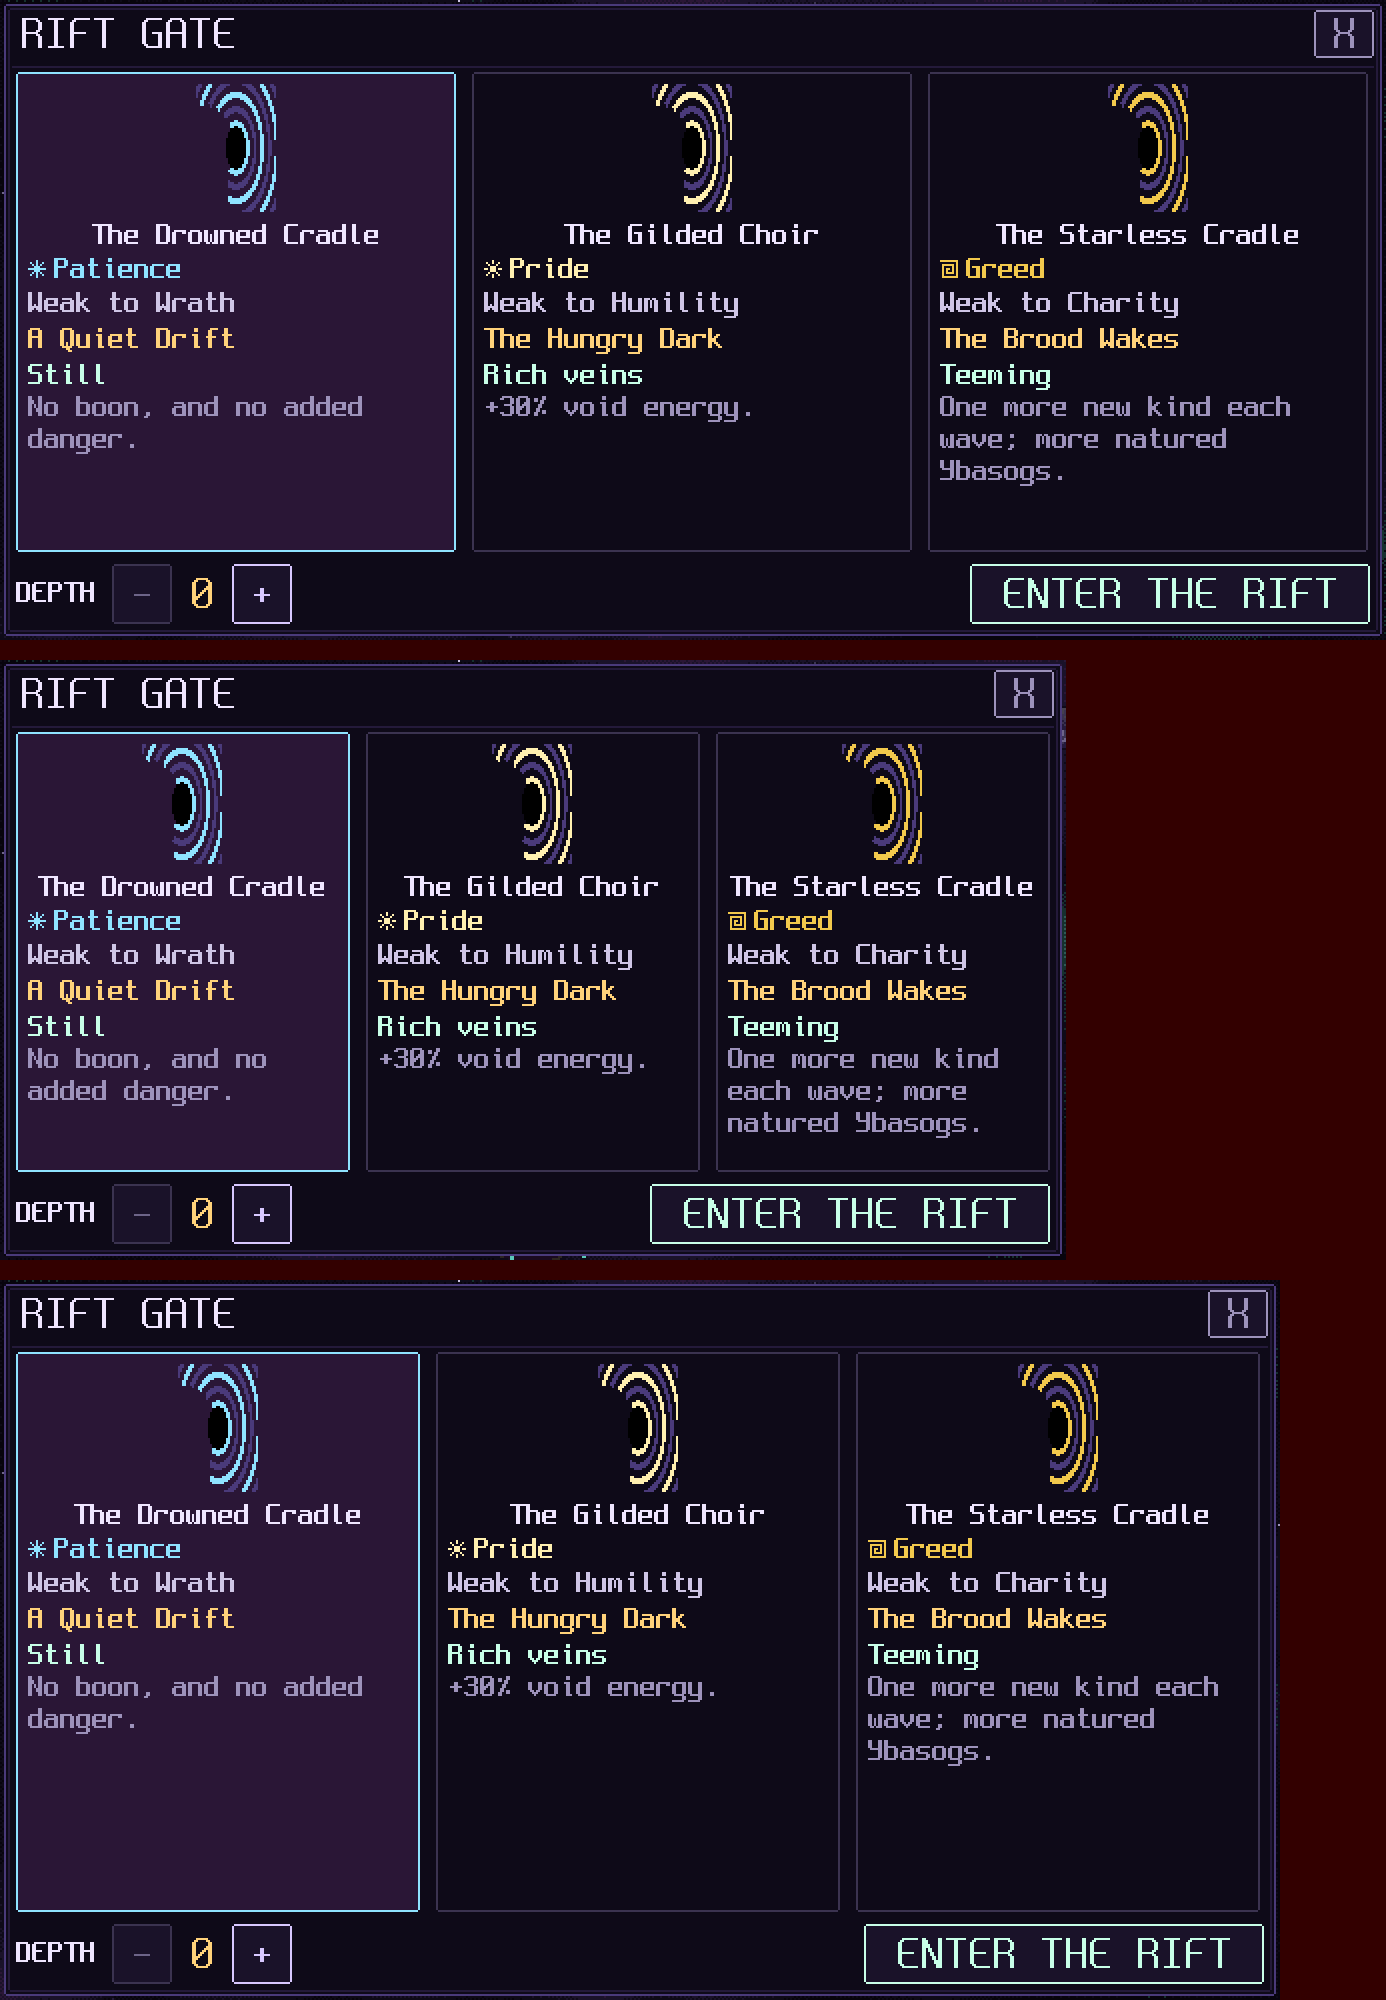 RIFT GATE X
The Drowned Cradle
Patience
Weak to Wrath
A Quiet Drift
Still
No boon, and no added
danger.
The Gilded Choir
Pride
Weak to Humility
The Hungry Dark
Rich veins
+30% void energy.
The Starless Cradle
Greed
Weak to Charity
The Brood Wakes
Teeming
One more new kind each
wave; more natured
Ybasogs.
DEPTH - 0 + ENTER THE RIFT
RIFT GATE X
The Drowned Cradle
Patience
Weak to Wrath
A Quiet Drift
Still
No boon, and no
added danger.
The Gilded Choir
Pride
Weak to Humility
The Hungry Dark
Rich veins
+30% void energy.
The Starless Cradle
Greed
Weak to Charity
The Brood Wakes
Teeming
One more new kind
each wave; more
natured Ybasogs.
DEPTH - 0 + ENTER THE RIFT
RIFT GATE X
The Drowned Cradle
Patience
Weak to Wrath
A Quiet Drift
Still
No boon, and no added
danger.
The Gilded Choir
Pride
Weak to Humility
The Hungry Dark
Rich veins
+30% void energy.
The Starless Cradle
Greed
Weak to Charity
The Brood Wakes
Teeming
One more new kind each
wave; more natured
Ybasogs.
DEPTH - 0 + ENTER THE RIFT